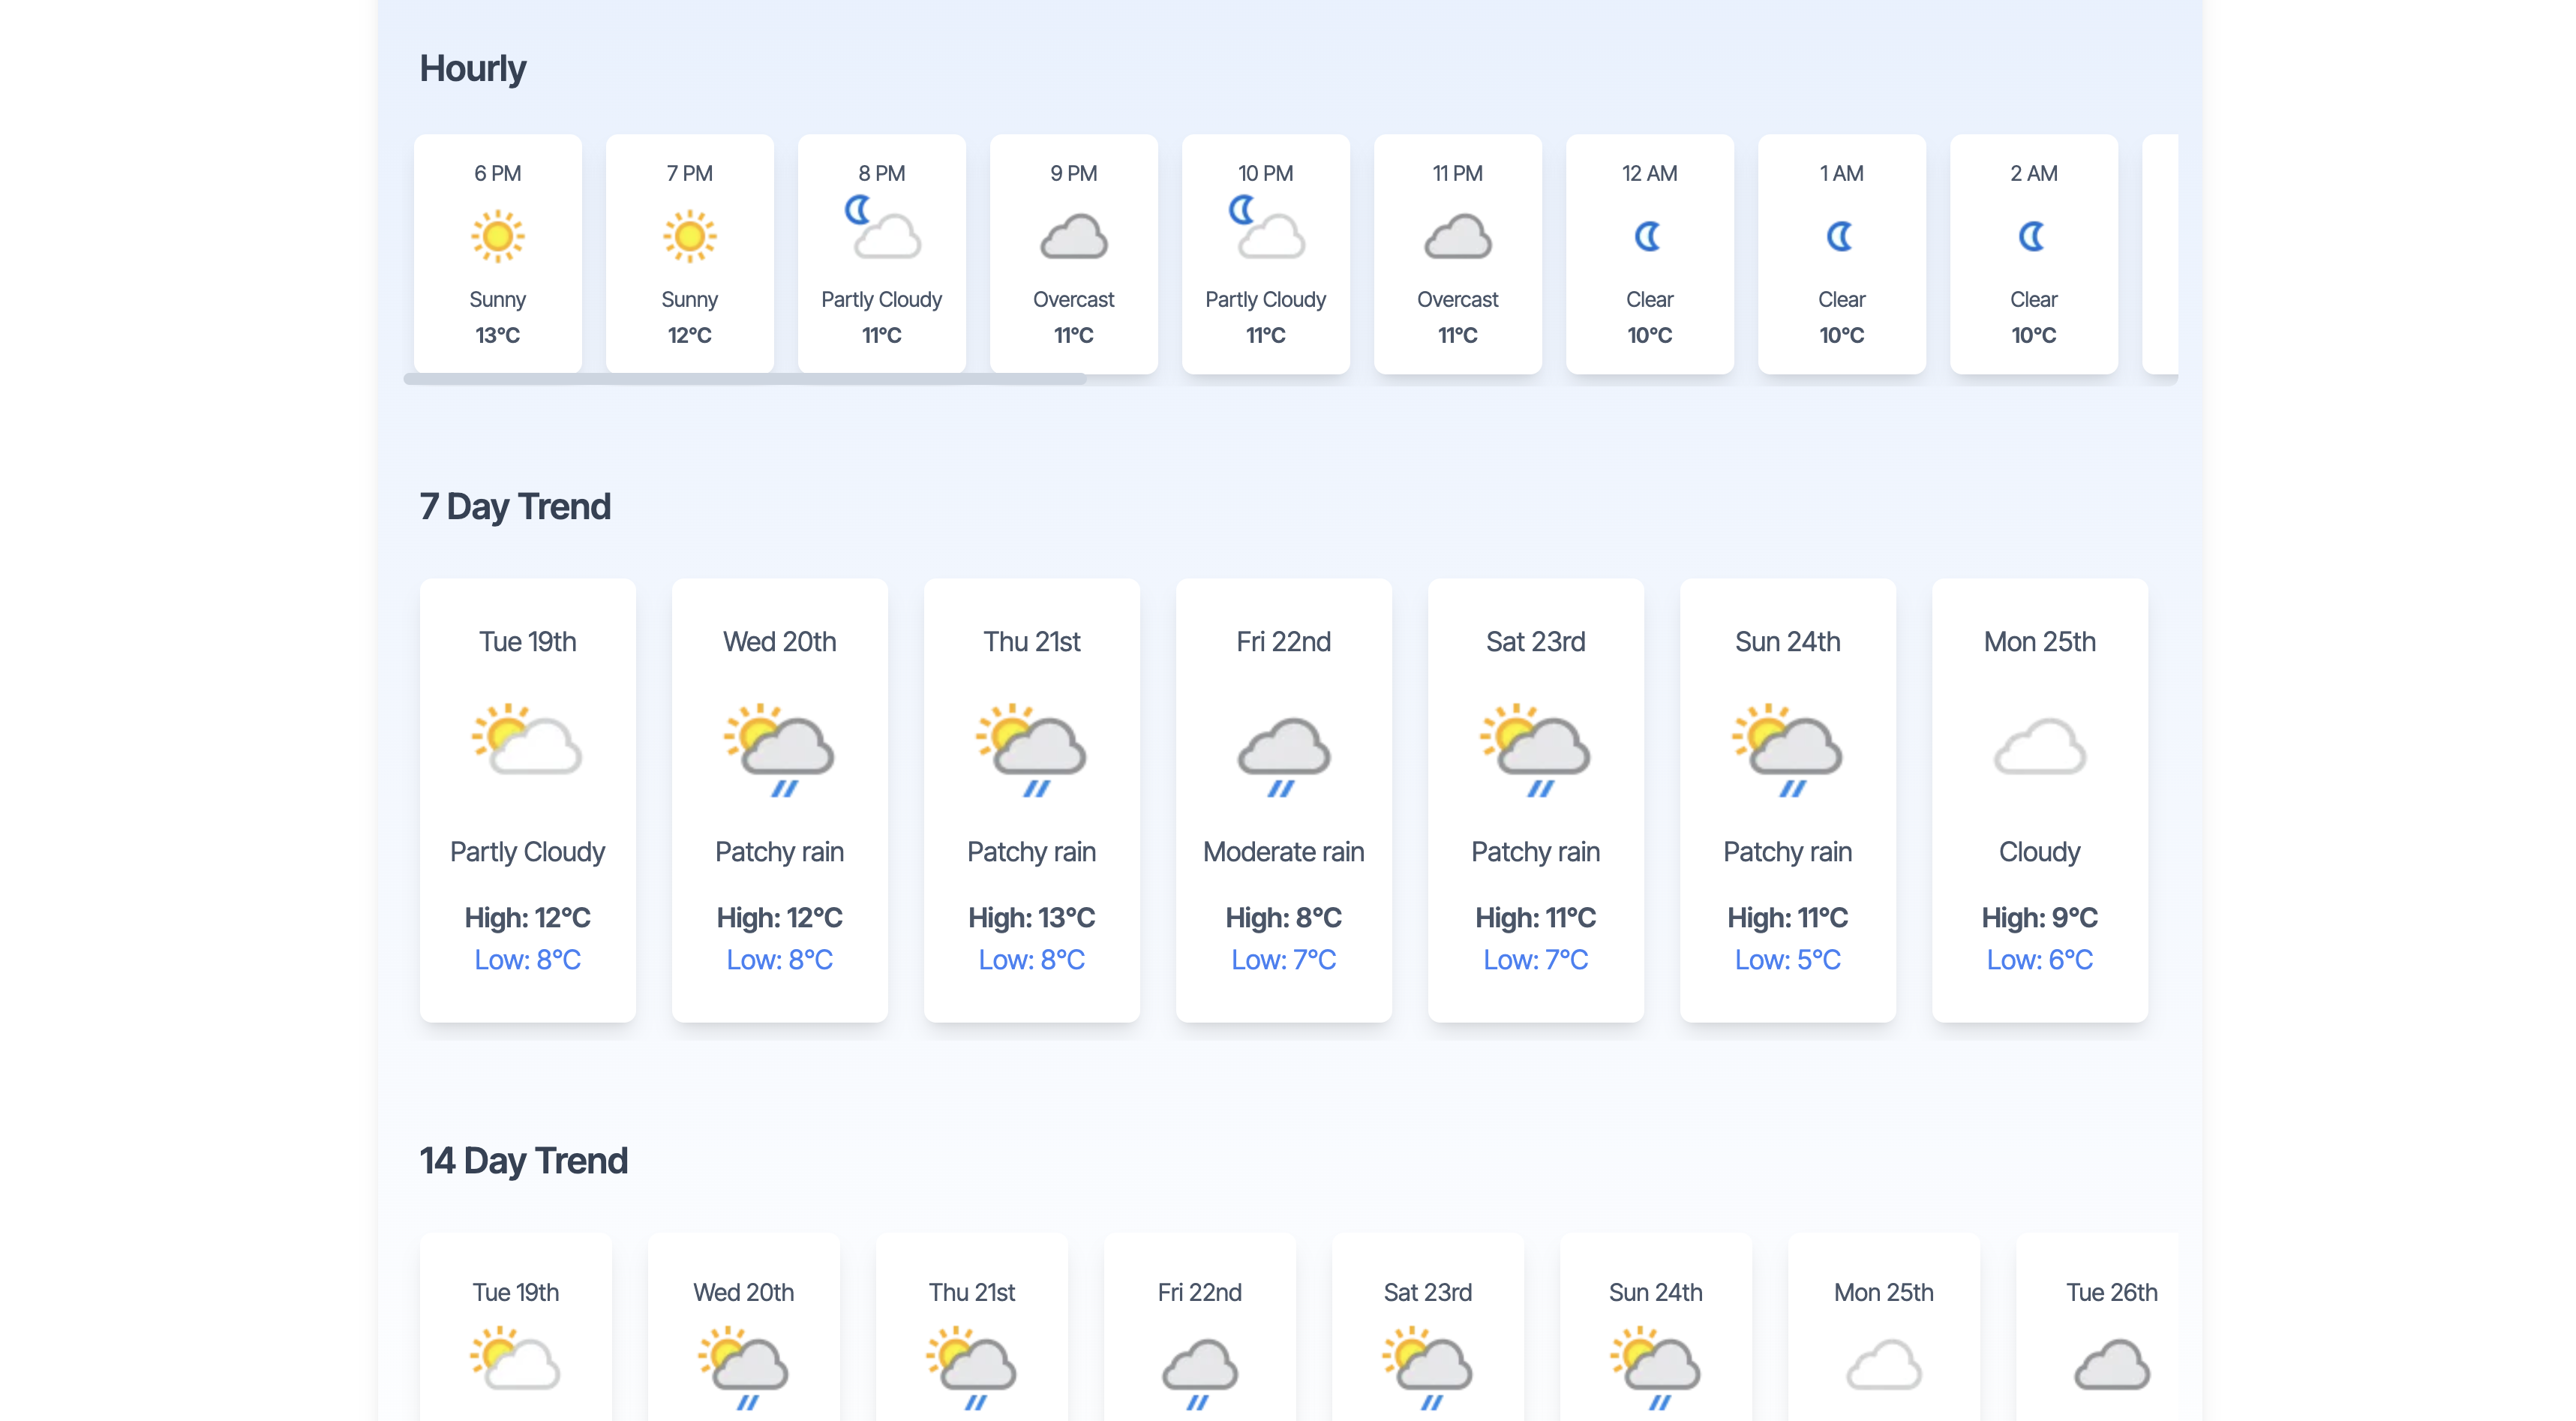 Hourly
6 PM 7 PM 8 PM 9 PM 10 PM 11 PM 12 AM 1 AM 2 AM
Sunny Sunny Partly Cloudy Overcast Partly Cloudy Overcast Clear Clear Clear
13°C 12°C 11°C 11°C 11°C 11°C 10°C 10°C 10°C
7 Day Trend
Tue 19th Wed 20th Thu 21st Fri 22nd Sat 23rd Sun 24th Mon 25th
Partly Cloudy Patchy rain Patchy rain Moderate rain Patchy rain Patchy rain Cloudy
High: 12°C High: 12°C High: 13°C High: 8°C High: 11°C High: 11°C High: 9°C
Low: 8°C Low: 8°C Low: 8°C Low: 7°C Low: 7°C Low: 5°C Low: 6°C
14 Day Trend
Tue 19th Wed 20th Thu 21st Fri 22nd Sat 23rd Sun 24th Mon 25th Tue 26th